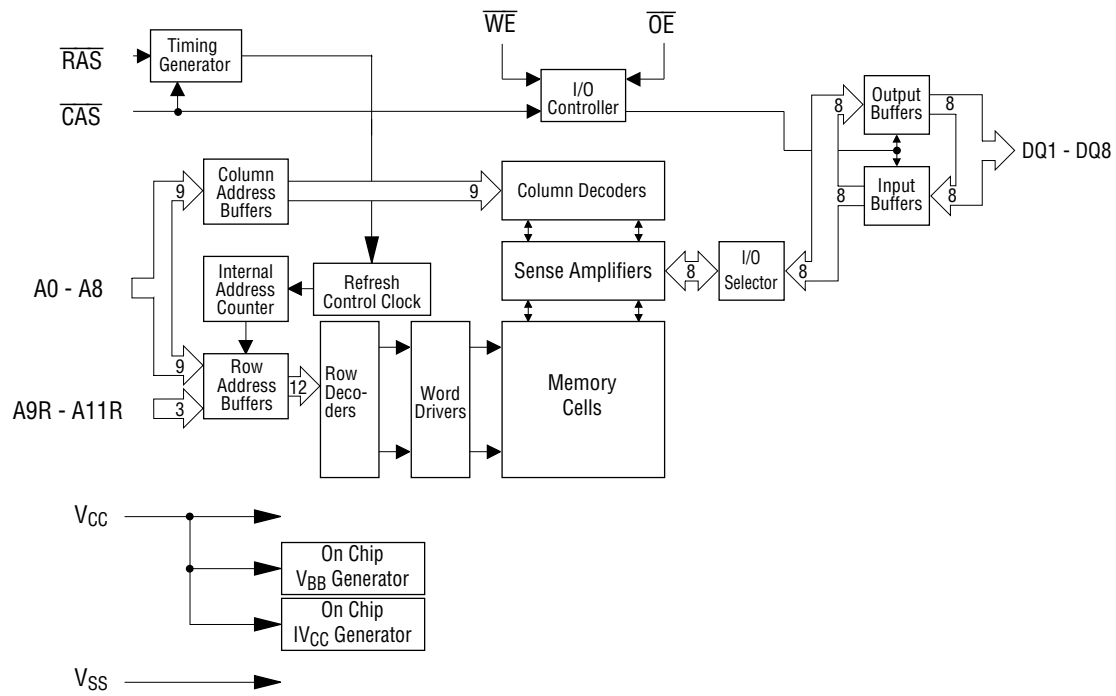 RAS
Timing
Generator
WE
OE
CAS
I/O
Controller
8
Output
Buffers
8
DQ1 - DQ8
8
Input
Buffers
8
9
Column
Address
Buffers
9
Column Decoders
A0 - A8
Internal
Address
Counter
Refresh
Control Clock
Sense Amplifiers
8
I/O
Selector
8
9
Row
Address
Buffers
12
Row
Deco-
ders
Word
Drivers
Memory
Cells
A9R - A11R
3
VCC
On Chip
VBB Generator
On Chip
IVCC Generator
VSS